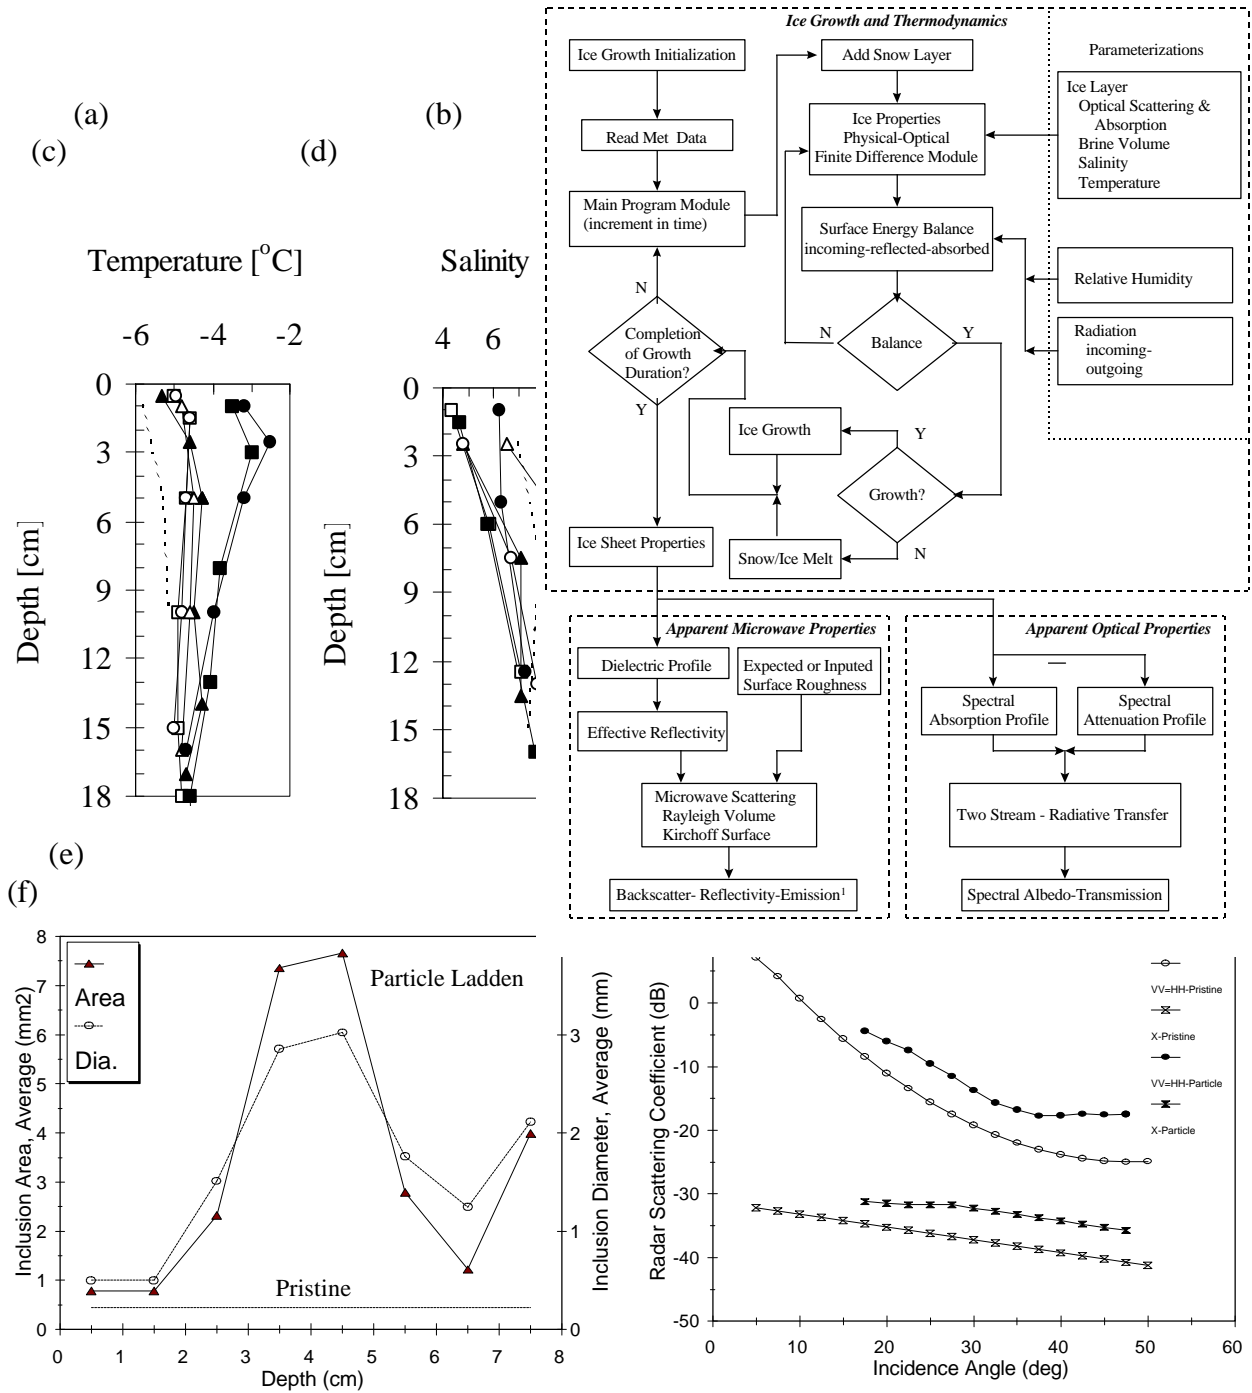 (a)
(b)
(c)
(d)
Temperature [°C]
-6
-4
-2
0
3
6
9
12
15
18
Depth [cm]
Salinity
4
6
0
3
6
9
12
15
18
Depth [cm]
Ice Growth and Thermodynamics
Ice Growth Initialization
Read Met Data
Main Program Module
(increment in time)
N
Completion
of Growth
Duration?
Y
Ice Sheet Properties
Add Snow Layer
Ice Properties
Physical-Optical
Finite Difference Module
Surface Energy Balance
incoming-reflected-absorbed
N
Balance
Y
Ice Growth
Y
Growth?
N
Snow/Ice Melt
Parameterizations
Ice Layer
Optical Scattering &
Absorption
Brine Volume
Salinity
Temperature
Relative Humidity
Radiation
incoming-
outgoing
Apparent Microwave Properties
Dielectric Profile
Expected or Inputed
Surface Roughness
Effective Reflectivity
Microwave Scattering
Rayleigh Volume
Kirchoff Surface
Backscatter- Reflectivity-Emission¹
Apparent Optical Properties
Spectral
Absorption Profile
Spectral
Attenuation Profile
Two Stream - Radiative Transfer
Spectral Albedo-Transmission
(e)
(f)
8
7
6
5
4
3
2
1
0
Inclusion Area, Average (mm2)
Area
Dia.
Particle Ladden
Pristine
0
1
2
3
4
5
6
7
8
Depth (cm)
3
2
1
0
Inclusion Diameter, Average (mm)
0
-10
-20
-30
-40
-50
Radar Scattering Coefficient (dB)
VV=HH-Pristine
X-Pristine
VV=HH-Particle
X-Particle
0
10
20
30
40
50
60
Incidence Angle (deg)